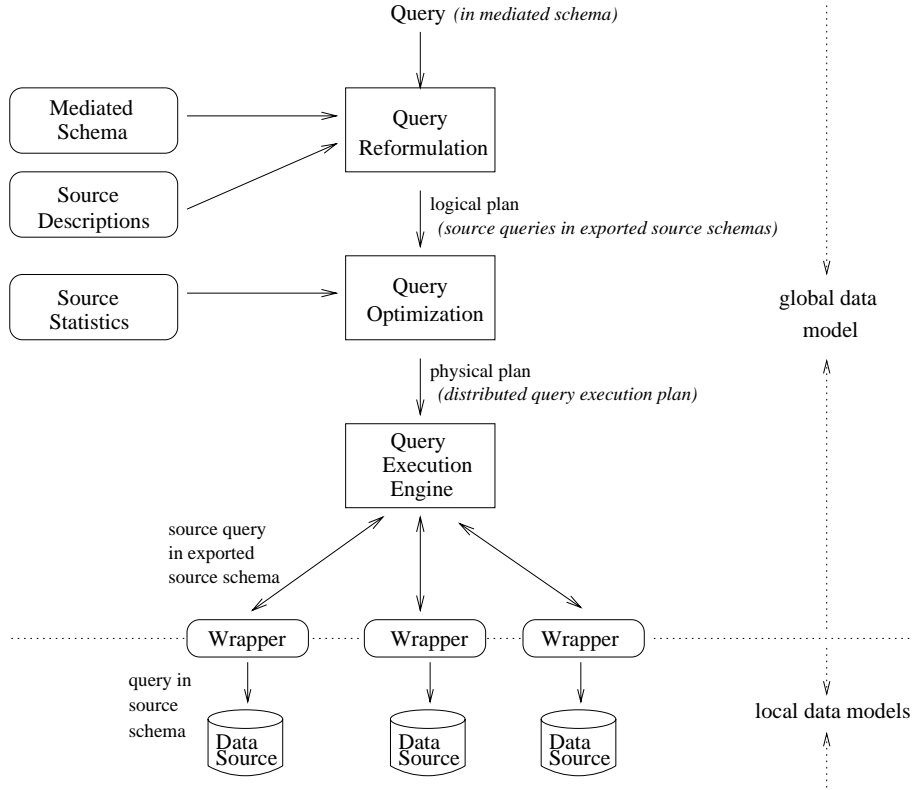 Query (in mediated schema)
Mediated
Schema
Query
Reformulation
Source
Descriptions
logical plan
(source queries in exported source schemas)
Source
Statistics
Query
Optimization
global data
model
physical plan
(distributed query execution plan)
Query
Execution
Engine
source query
in exported
source schema
Wrapper
Wrapper
Wrapper
query in
source
schema
Data
Source
Data
Source
Data
Source
local data models